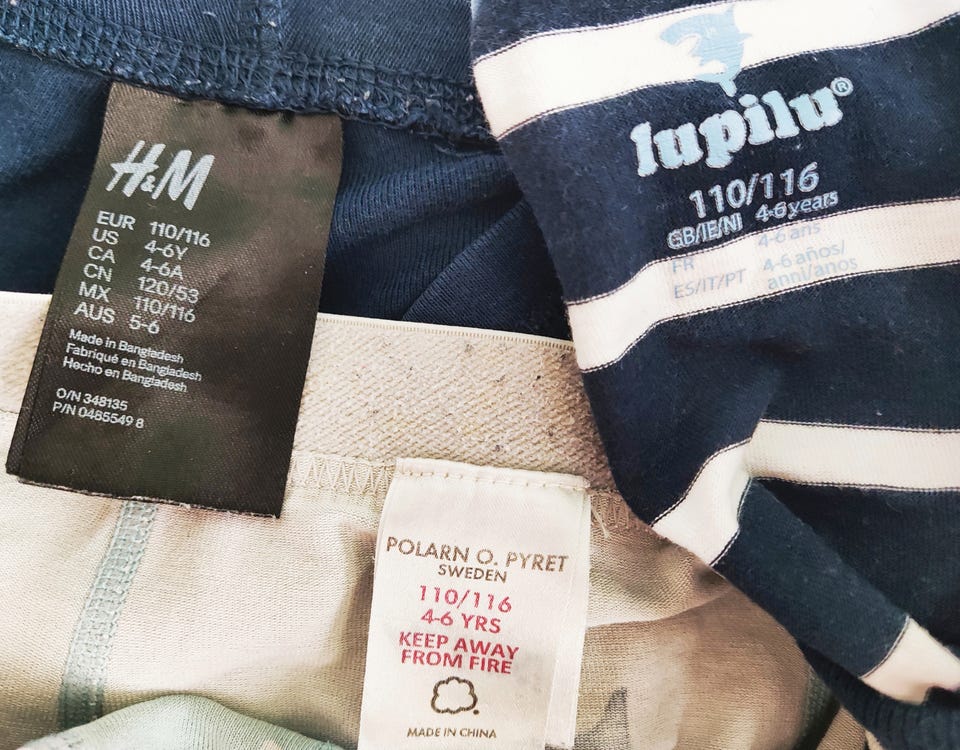 H&M
EUR 110/116
US 4-6Y
CA 4-6A
CN 120/53
MX 110/116
AUS 5-6
Made in Bangladesh
Fabriqué en Bangladesh
Hecho en Bangladesh
O/N 348135
P/N 0485549 8
lupilu®
110/116
GB/IE/NI 4-6 years
FR 4-6 ans
ES/IT/PT 4-6 años/
anni/anos
POLARN O. PYRET
SWEDEN
110/116
4-6 YRS
KEEP AWAY
FROM FIRE
MADE IN CHINA